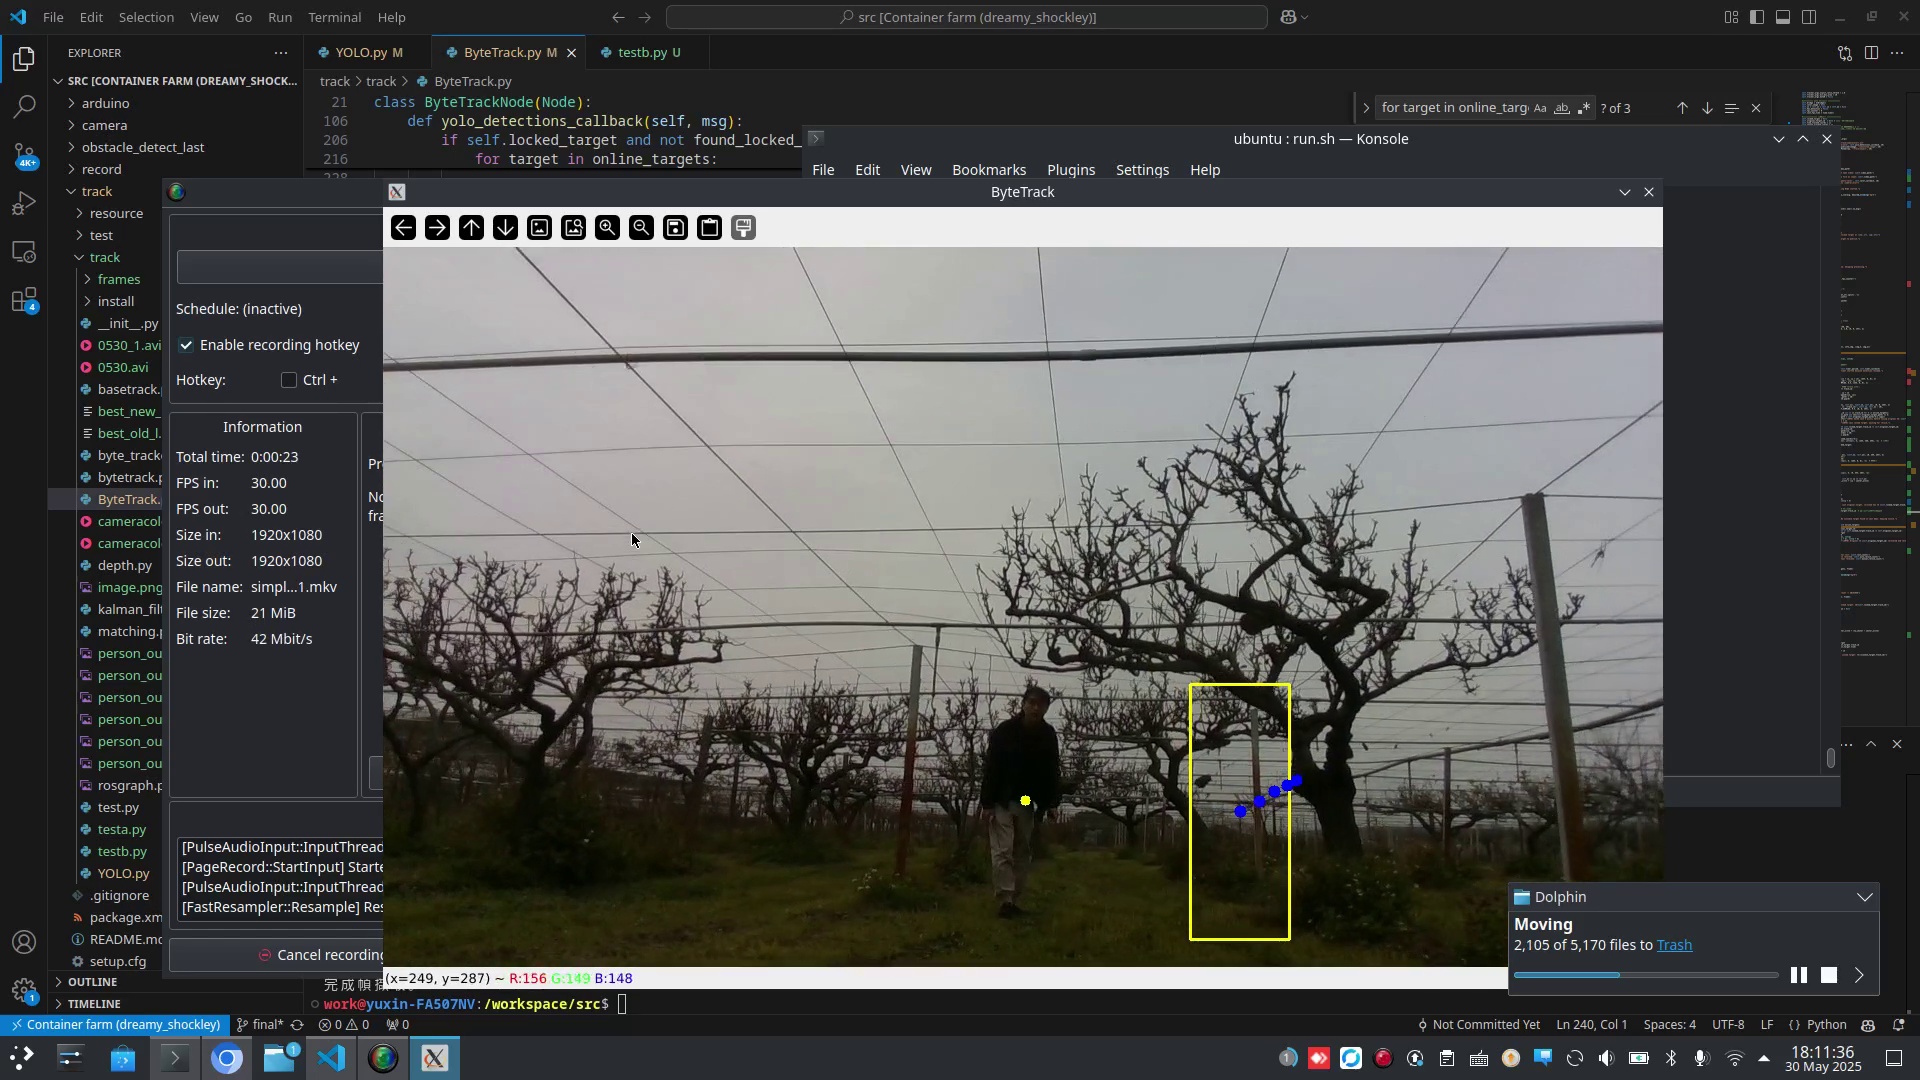 File Edit Selection View Go Run Terminal Help
src [Container farm (dreamy_shockley)]
EXPLORER
YOLO.py M
ByteTrack.py M
testb.py U
SRC [CONTAINER FARM (DREAMY_SHOCK...
track > track > ByteTrack.py
arduino
camera
obstacle_detect_last
record
track
resource
test
track
frames
install
__init__.py
0530_1.avi
0530.avi
basetrack.
best_new_
best_old_l.
byte_track
bytetrack.p
ByteTrack.
cameracol
cameracol
depth.py
image.png
kalman_filt
matching.p
person_ou
person_ou
person_ou
person_ou
person_ou
person_ou
rosgraph.p
test.py
testa.py
testb.py
YOLO.py
.gitignore
package.xm
README.md
setup.cfg
OUTLINE
TIMELINE
4K+
4
1
21 class ByteTrackNode(Node):
106 def yolo_detections_callback(self, msg):
206 if self.locked_target and not found_locked_
216 for target in online_targets:
228
for target in online_targ
Aa ab .*
? of 3
ubuntu : run.sh — Konsole
File Edit View Bookmarks Plugins Settings Help
ByteTrack
Schedule: (inactive)
Enable recording hotkey
Hotkey: Ctrl +
Information
Total time: 0:00:23
FPS in: 30.00
FPS out: 30.00
Size in: 1920x1080
Size out: 1920x1080
File name: simpl...1.mkv
File size: 21 MiB
Bit rate: 42 Mbit/s
Pr
No
fra
[PulseAudioInput::InputThread
[PageRecord::StartInput] Starte
[PulseAudioInput::InputThread
[FastResampler::Resample] Res
Cancel recording
(x=249, y=287) ~ R:156 G:149 B:148
work@yuxin-FA507NV:/workspace/src$
Dolphin
Moving
2,105 of 5,170 files to Trash
Container farm (dreamy_shockley)
final*
0 0
0
Not Committed Yet
Ln 240, Col 1
Spaces: 4
UTF-8
LF
{} Python
1
1
18:11:36
30 May 2025